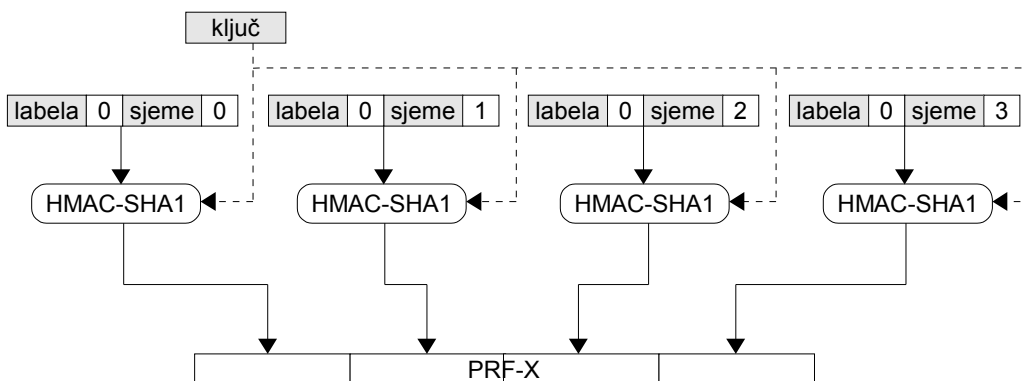 ključ
labela 0 sjeme 0 labela 0 sjeme 1 labela 0 sjeme 2 labela 0 sjeme 3
HMAC-SHA1 HMAC-SHA1 HMAC-SHA1 HMAC-SHA1
PRF-X